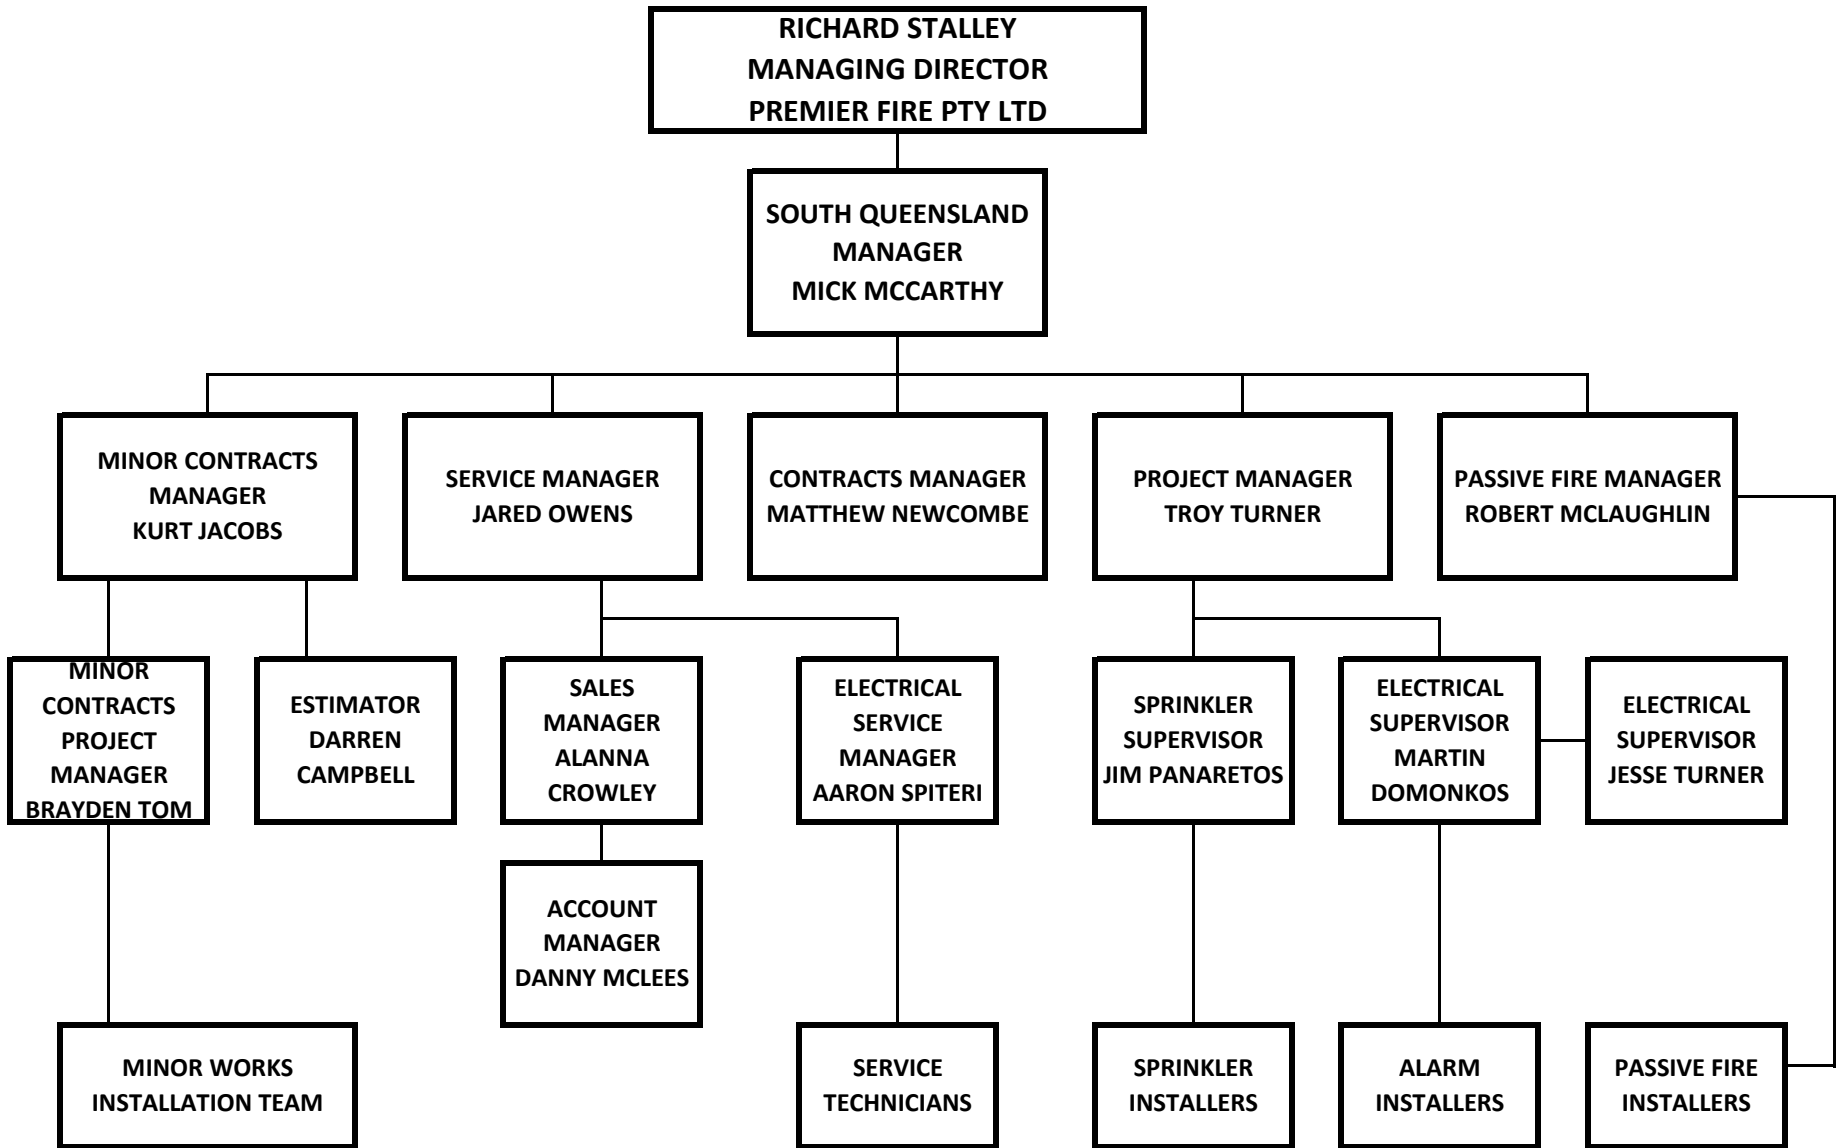 RICHARD STALLEY
MANAGING DIRECTOR
PREMIER FIRE PTY LTD
SOUTH QUEENSLAND
MANAGER
MICK MCCARTHY
MINOR CONTRACTS
MANAGER
KURT JACOBS
SERVICE MANAGER
JARED OWENS
CONTRACTS MANAGER
MATTHEW NEWCOMBE
PROJECT MANAGER
TROY TURNER
PASSIVE FIRE MANAGER
ROBERT MCLAUGHLIN
MINOR
CONTRACTS
PROJECT
MANAGER
BRAYDEN TOM
ESTIMATOR
DARREN
CAMPBELL
SALES
MANAGER
ALANNA
CROWLEY
ELECTRICAL
SERVICE
MANAGER
AARON SPITERI
SPRINKLER
SUPERVISOR
JIM PANARETOS
ELECTRICAL
SUPERVISOR
MARTIN
DOMONKOS
ELECTRICAL
SUPERVISOR
JESSE TURNER
ACCOUNT
MANAGER
DANNY MCLEES
MINOR WORKS
INSTALLATION TEAM
SERVICE
TECHNICIANS
SPRINKLER
INSTALLERS
ALARM
INSTALLERS
PASSIVE FIRE
INSTALLERS